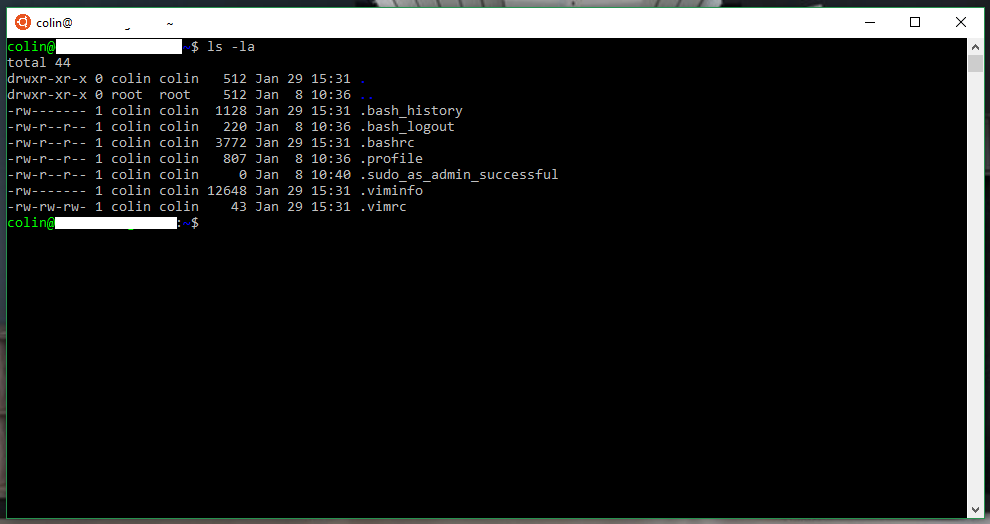 colin@ ~
colin@ ~$ ls -la
total 44
drwxr-xr-x 0 colin colin   512 Jan 29 15:31 .
drwxr-xr-x 0 root  root    512 Jan  8 10:36 ..
-rw------- 1 colin colin  1128 Jan 29 15:31 .bash_history
-rw-r--r-- 1 colin colin   220 Jan  8 10:36 .bash_logout
-rw-r--r-- 1 colin colin  3772 Jan 29 15:31 .bashrc
-rw-r--r-- 1 colin colin   807 Jan  8 10:36 .profile
-rw-r--r-- 1 colin colin     0 Jan  8 10:40 .sudo_as_admin_successful
-rw------- 1 colin colin 12648 Jan 29 15:31 .viminfo
-rw-rw-rw- 1 colin colin    43 Jan 29 15:31 .vimrc
colin@ :~$